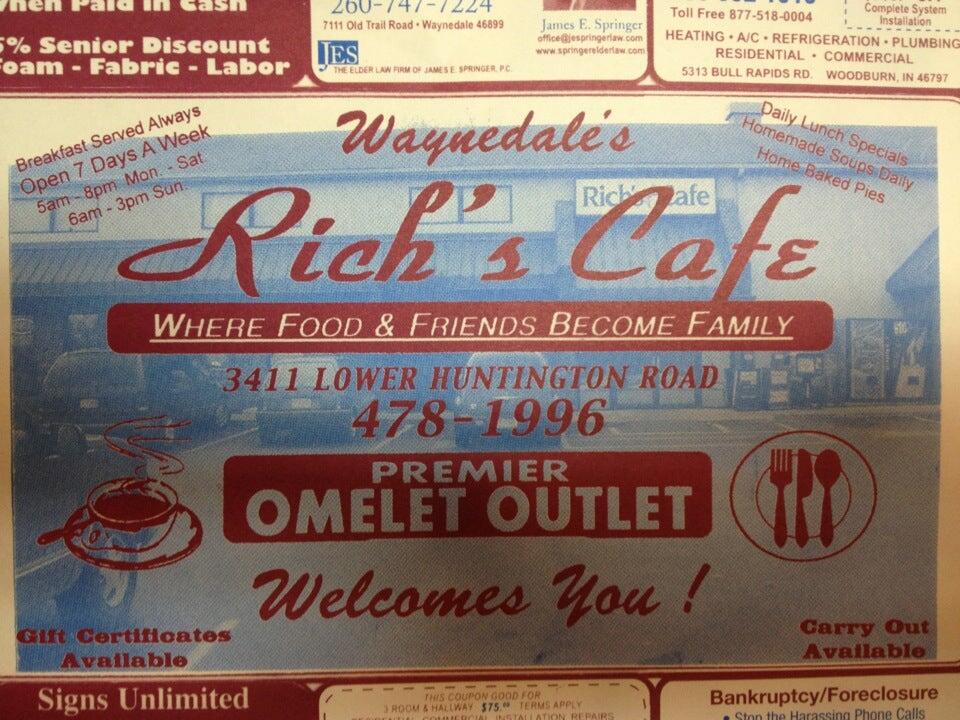 When Paid in Cash
5% Senior Discount
Foam - Fabric - Labor
260-747-7224
7111 Old Trail Road • Waynedale 46899
JES
THE ELDER LAW FIRM OF JAMES E. SPRINGER, P.C.
James E. Springer
office@jespringerlaw.com
www.springerelderlaw.com
Toll Free 877-518-0004
Complete System
Installation
HEATING • A/C • REFRIGERATION • PLUMBING
RESIDENTIAL • COMMERCIAL
5313 BULL RAPIDS RD. WOODBURN, IN 46797
Breakfast Served Always
Open 7 Days A Week
5am - 8pm Mon. - Sat
6am - 3pm Sun.
Waynedale's
Daily Lunch Specials
Homemade Soups Daily
Home Baked Pies
Rich's Cafe
Rich's Cafe
WHERE FOOD & FRIENDS BECOME FAMILY
3411 LOWER HUNTINGTON ROAD
478-1996
PREMIER
OMELET OUTLET
Welcomes You !
Gift Certificates
Available
Carry Out
Available
Signs Unlimited
THIS COUPON GOOD FOR
3 ROOM & HALLWAY $75.00 TERMS APPLY
RESIDENTIAL COMMERCIAL INSTALLATION REPAIRS
Bankruptcy/Foreclosure
• Stop the Harassing Phone Calls